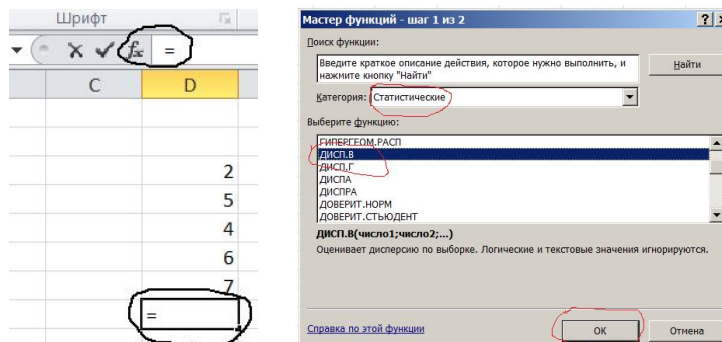 Шрифт
fx =
C D
2
5
4
6
7
=
Мастер функций - шаг 1 из 2
Поиск функции:
Введите краткое описание действия, которое нужно выполнить, и
нажмите кнопку "Найти"
Найти
Категория: Статистические
Выберите функцию:
ГИПЕРГЕОМ.РАСП
ДИСП.В
ДИСП.Г
ДИСПА
ДИСПРА
ДОВЕРИТ.НОРМ
ДОВЕРИТ.СТЬЮДЕНТ
ДИСП.В(число1;число2;...)
Оценивает дисперсию по выборке. Логические и текстовые значения игнорируются.
Справка по этой функции
ОК
Отмена